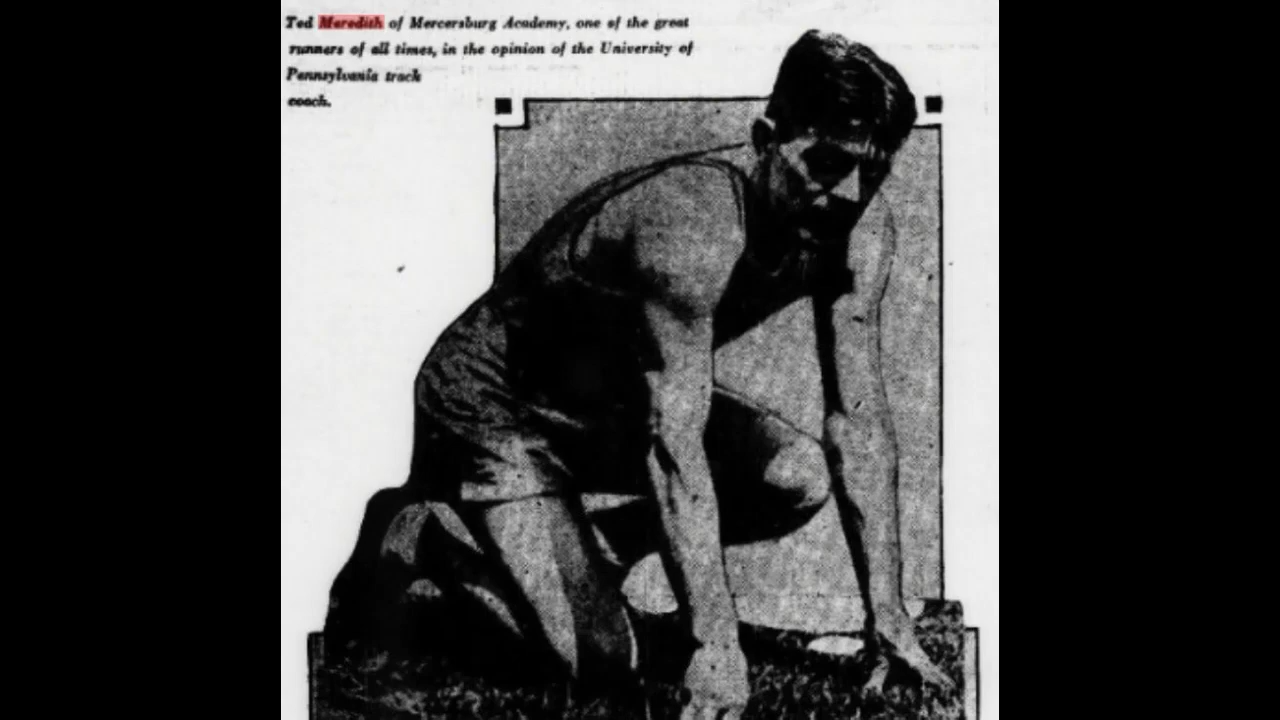 Ted Meredith of Mercersburg Academy, one of the great
runners of all times, in the opinion of the University of
Pennsylvania track
coach.